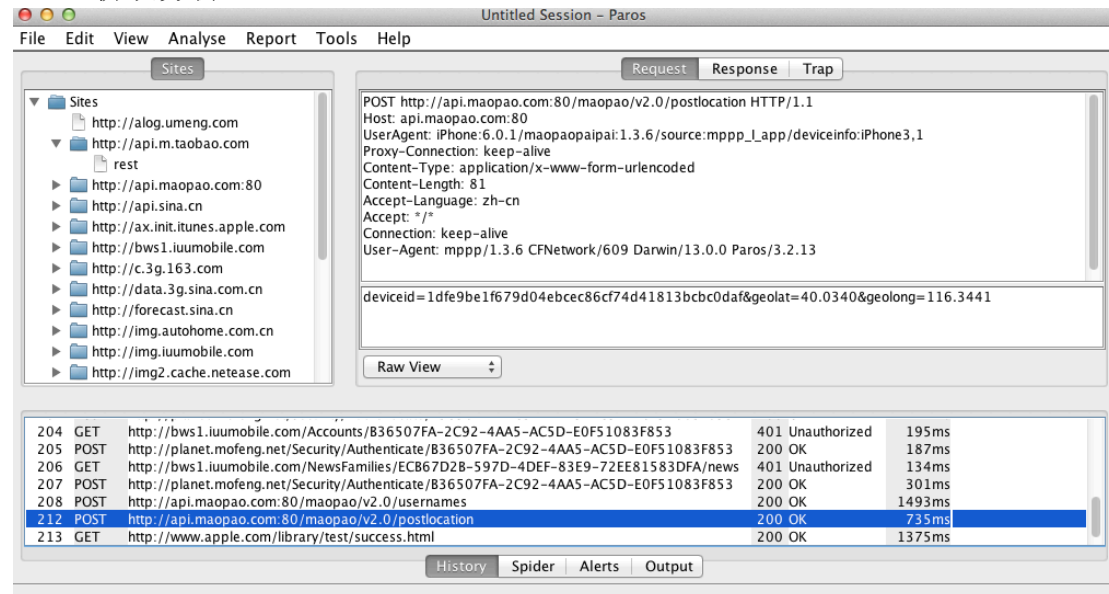 Untitled Session – Paros
File Edit View Analyse Report Tools Help
Sites
Sites
http://alog.umeng.com
http://api.m.taobao.com
rest
http://api.maopao.com:80
http://api.sina.cn
http://ax.init.itunes.apple.com
http://bws1.iuumobile.com
http://c.3g.163.com
http://data.3g.sina.com.cn
http://forecast.sina.cn
http://img.autohome.com.cn
http://img.iuumobile.com
http://img2.cache.netease.com
Request Response Trap
POST http://api.maopao.com:80/maopao/v2.0/postlocation HTTP/1.1
Host: api.maopao.com:80
UserAgent: iPhone:6.0.1/maopaopaipai:1.3.6/source:mppp_I_app/deviceinfo:iPhone3,1
Proxy-Connection: keep-alive
Content-Type: application/x-www-form-urlencoded
Content-Length: 81
Accept-Language: zh-cn
Accept: */*
Connection: keep-alive
User-Agent: mppp/1.3.6 CFNetwork/609 Darwin/13.0.0 Paros/3.2.13
deviceid=1dfe9be1f679d04ebcec86cf74d41813bcbc0daf&geolat=40.0340&geolong=116.3441
Raw View
204 GET http://bws1.iuumobile.com/Accounts/B36507FA-2C92-4AA5-AC5D-E0F51083F853 401 Unauthorized 195ms
205 POST http://planet.mofeng.net/Security/Authenticate/B36507FA-2C92-4AA5-AC5D-E0F51083F853 200 OK 187ms
206 GET http://bws1.iuumobile.com/NewsFamilies/ECB67D2B-597D-4DEF-83E9-72EE81583DFA/news 401 Unauthorized 134ms
207 POST http://planet.mofeng.net/Security/Authenticate/B36507FA-2C92-4AA5-AC5D-E0F51083F853 200 OK 301ms
208 POST http://api.maopao.com:80/maopao/v2.0/usernames 200 OK 1493ms
212 POST http://api.maopao.com:80/maopao/v2.0/postlocation 200 OK 735ms
213 GET http://www.apple.com/library/test/success.html 200 OK 1375ms
History Spider Alerts Output